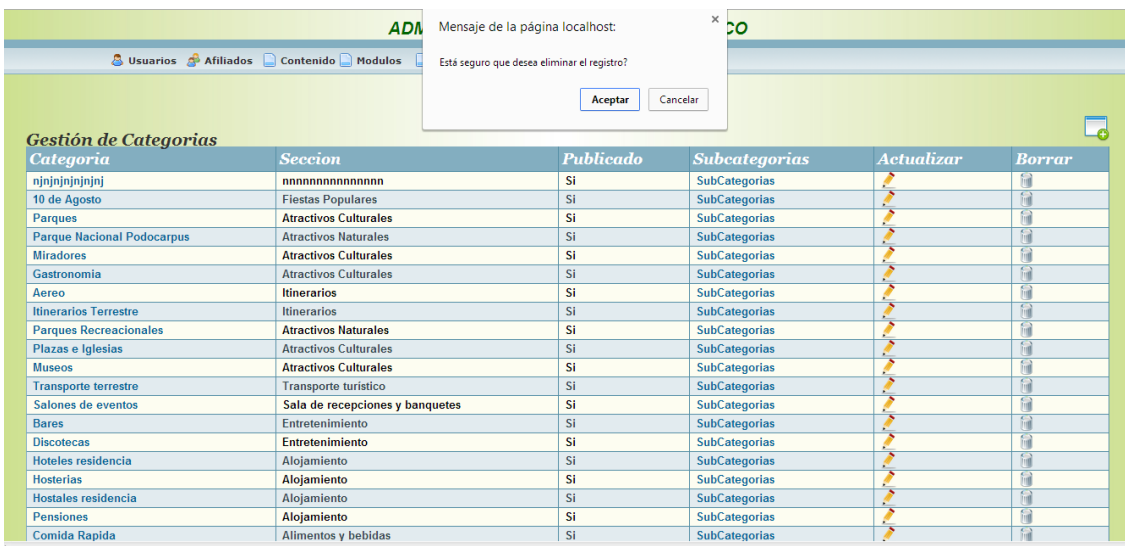 ADM
CO
Mensaje de la página localhost:
Está seguro que desea eliminar el registro?
Aceptar Cancelar
Usuarios Afiliados Contenido Modulos
Gestión de Categorias
Categoria Seccion Publicado Subcategorias Actualizar Borrar
njnjnjnjnjnjnj nnnnnnnnnnnnnnn Si SubCategorias
10 de Agosto Fiestas Populares Si SubCategorias
Parques Atractivos Culturales Si SubCategorias
Parque Nacional Podocarpus Atractivos Naturales Si SubCategorias
Miradores Atractivos Culturales Si SubCategorias
Gastronomia Atractivos Culturales Si SubCategorias
Aereo Itinerarios Si SubCategorias
Itinerarios Terrestre Itinerarios Si SubCategorias
Parques Recreacionales Atractivos Naturales Si SubCategorias
Plazas e Iglesias Atractivos Culturales Si SubCategorias
Museos Atractivos Culturales Si SubCategorias
Transporte terrestre Transporte turístico Si SubCategorias
Salones de eventos Sala de recepciones y banquetes Si SubCategorias
Bares Entretenimiento Si SubCategorias
Discotecas Entretenimiento Si SubCategorias
Hoteles residencia Alojamiento Si SubCategorias
Hosterias Alojamiento Si SubCategorias
Hostales residencia Alojamiento Si SubCategorias
Pensiones Alojamiento Si SubCategorias
Comida Rapida Alimentos y bebidas Si SubCategorias